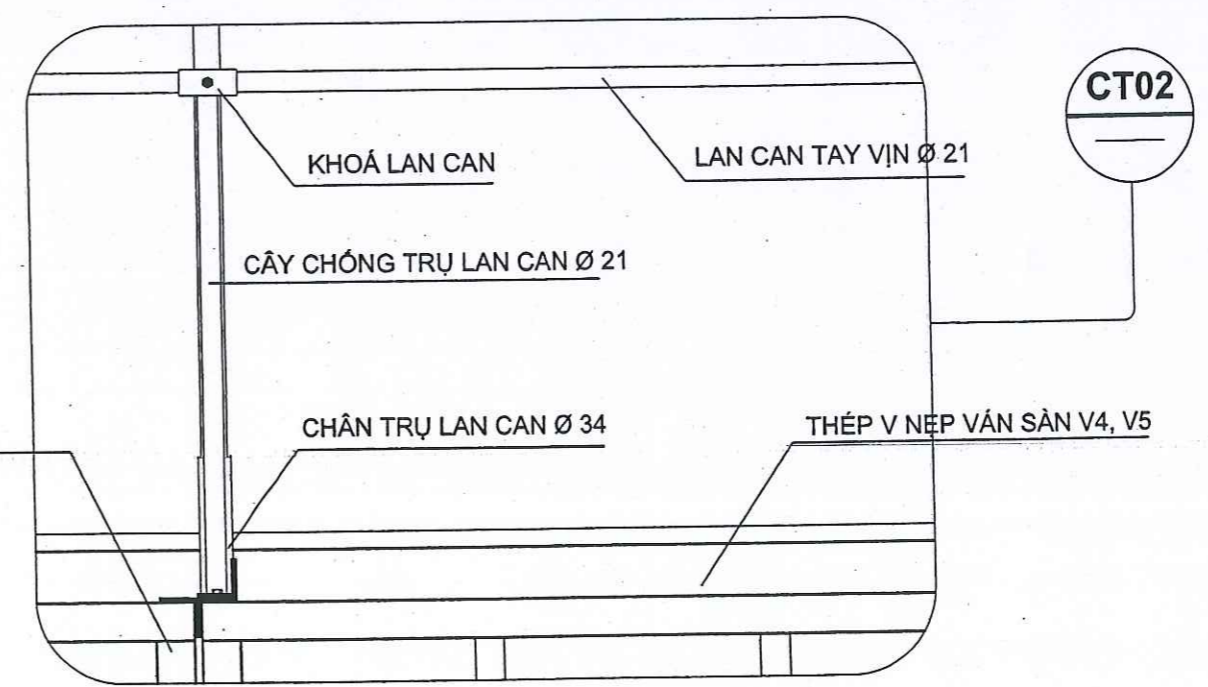 CT02
KHOÁ LAN CAN
LAN CAN TAY VỊN Ø 21
CÂY CHỐNG TRỤ LAN CAN Ø 21
CHÂN TRỤ LAN CAN Ø 34
THÉP V NẸP VÁN SÀN V4, V5